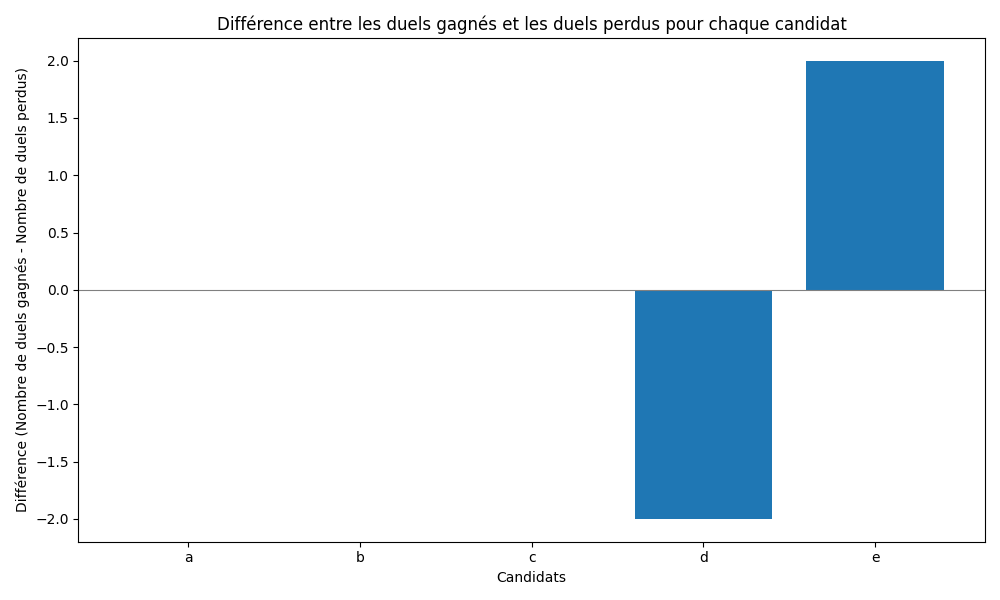 Différence entre les duels gagnés et les duels perdus pour chaque candidat
Différence (Nombre de duels gagnés - Nombre de duels perdus)
2.0
1.5
1.0
0.5
0.0
−0.5
−1.0
−1.5
−2.0
a b c d e
Candidats